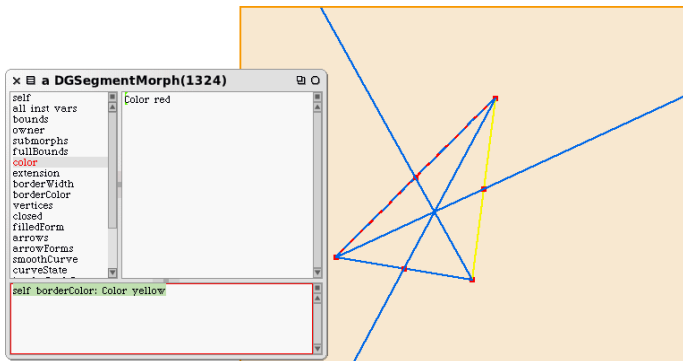 a DGSegmentMorph(1324)
self
all inst vars
bounds
owner
submorphs
fullBounds
color
extension
borderWidth
borderColor
vertices
closed
filledForm
arrows
arrowForms
smoothCurve
curveState
Color red
self borderColor: Color yellow